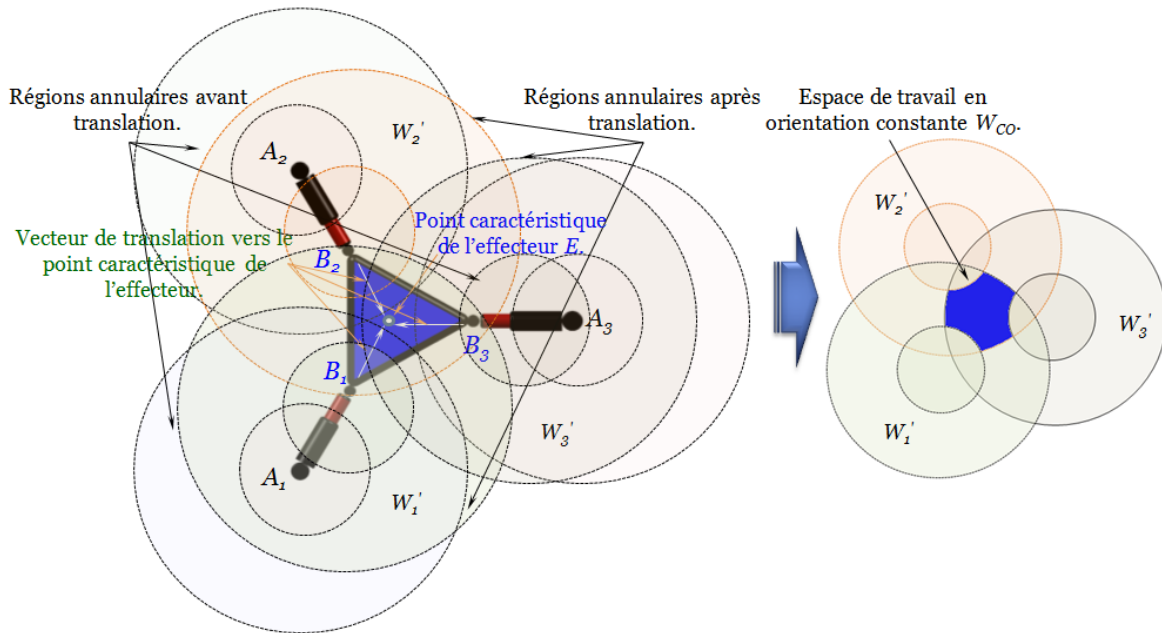 Régions annulaires avant
translation.
Régions annulaires après
translation.
Espace de travail en
orientation constante W_CO.
W2'
A2
W2'
Point caractéristique
de l'effecteur E.
Vecteur de translation vers le
point caractéristique de
l'effecteur.
B2
A3
B3
W3'
B1
W3'
W1'
A1
W1'